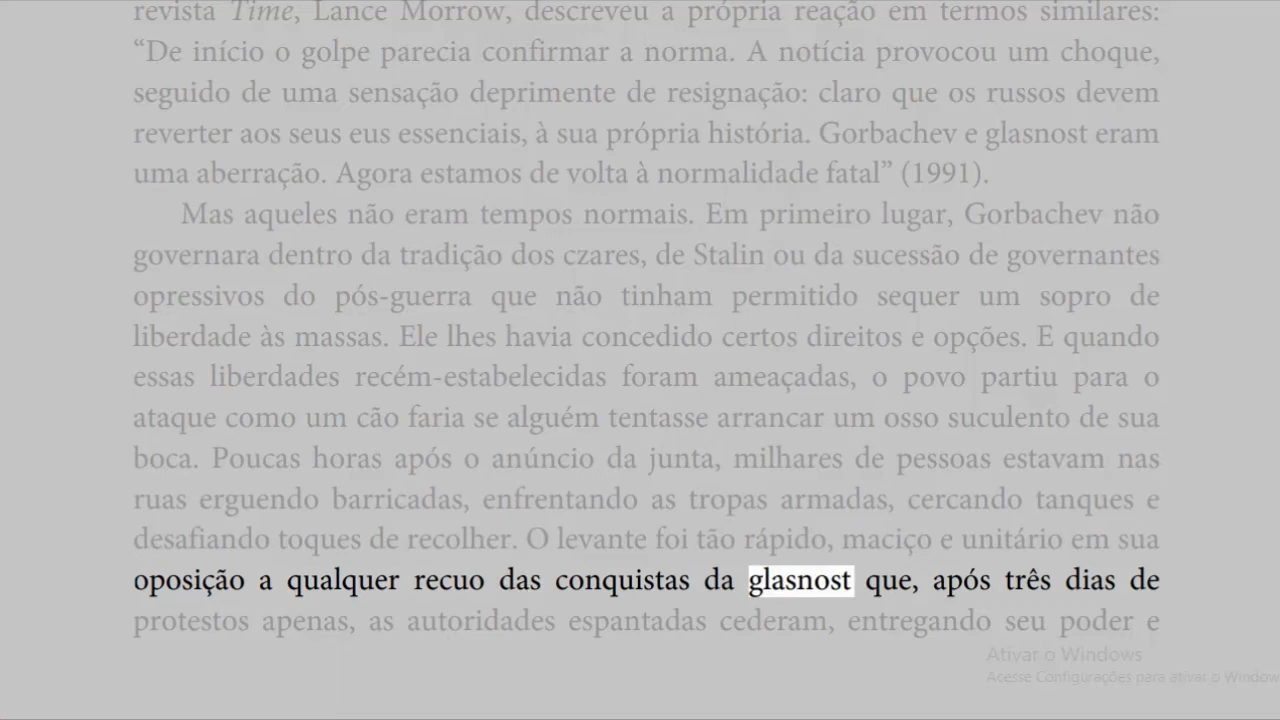 revista Time, Lance Morrow, descreveu a própria reação em termos similares:
“De início o golpe parecia confirmar a norma. A notícia provocou um choque,
seguido de uma sensação deprimente de resignação: claro que os russos devem
reverter aos seus eus essenciais, à sua própria história. Gorbachev e glasnost eram
uma aberração. Agora estamos de volta à normalidade fatal” (1991).
Mas aqueles não eram tempos normais. Em primeiro lugar, Gorbachev não
governara dentro da tradição dos czares, de Stalin ou da sucessão de governantes
opressivos do pós-guerra que não tinham permitido sequer um sopro de
liberdade às massas. Ele lhes havia concedido certos direitos e opções. E quando
essas liberdades recém-estabelecidas foram ameaçadas, o povo partiu para o
ataque como um cão faria se alguém tentasse arrancar um osso suculento de sua
boca. Poucas horas após o anúncio da junta, milhares de pessoas estavam nas
ruas erguendo barricadas, enfrentando as tropas armadas, cercando tanques e
desafiando toques de recolher. O levante foi tão rápido, maciço e unitário em sua
oposição a qualquer recuo das conquistas da glasnost que, após três dias de
protestos apenas, as autoridades espantadas cederam, entregando seu poder e
Ativar o Windows
Acesse Configurações para ativar o Window